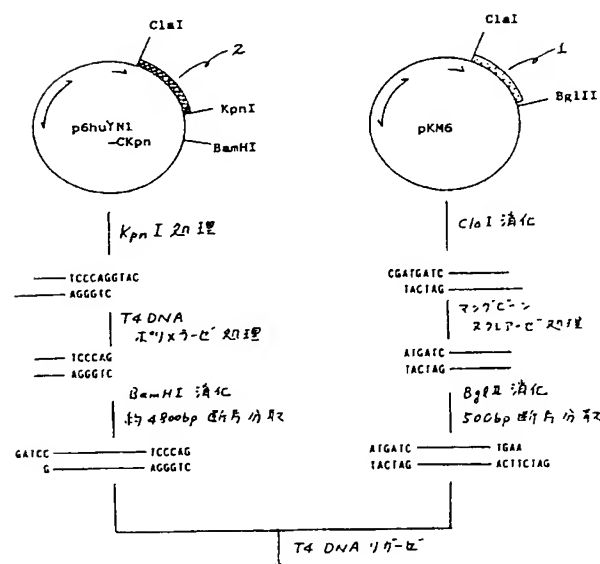 ClaI
2
KpnI
BamHI
p6huγN1
-CKpn
ClaI
1
BglII
pKM6
KpnI 処理
ClaI 消化
TCCCAGGTAC
AGGGTC
CGATGATC
TACTAG
T4 DNA
ポリメラーゼ処理
マングビーン
ヌクレアーゼ処理
TCCCAG
AGGGTC
ATGATC
TACTAG
BamHI 消化
約4800bp 断片分取
BglII 消化
500bp 断片分取
GATCC TCCCAG
G AGGGTC
ATGATC TGAA
TACTAG ACTTCTAG
T4 DNA リガーゼ